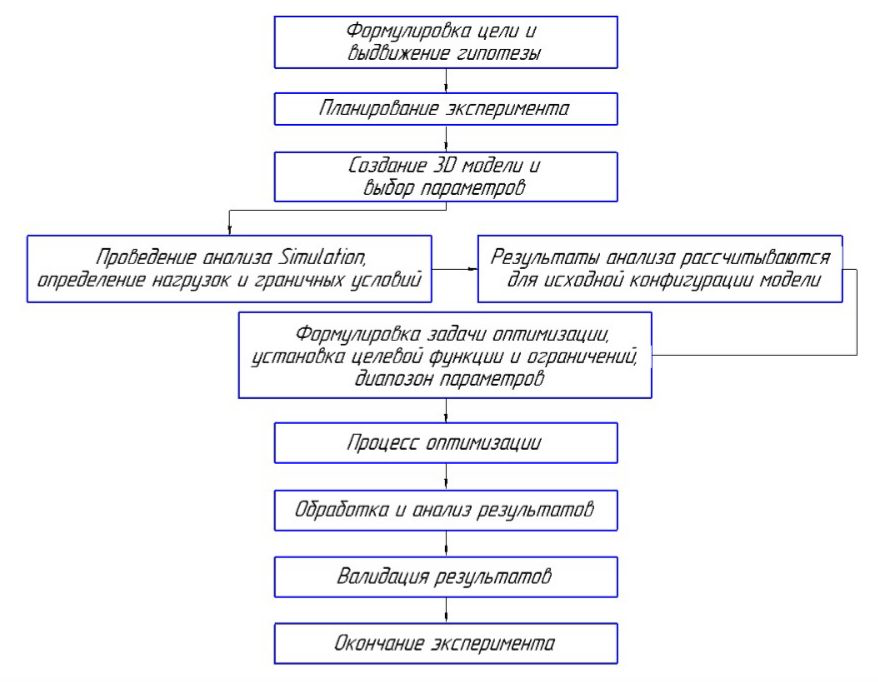 Формулировка цели и
выдвижение гипотезы
Планирование эксперимента
Создание 3D модели и
выбор параметров
Проведение анализа Simulation,
определение нагрузок и граничных условий
Результаты анализа рассчитываются
для исходной конфигурации модели
Формулировка задачи оптимизации,
установка целевой функции и ограничений,
диапозон параметров
Процесс оптимизации
Обработка и анализ результатов
Валидация результатов
Окончание эксперимента